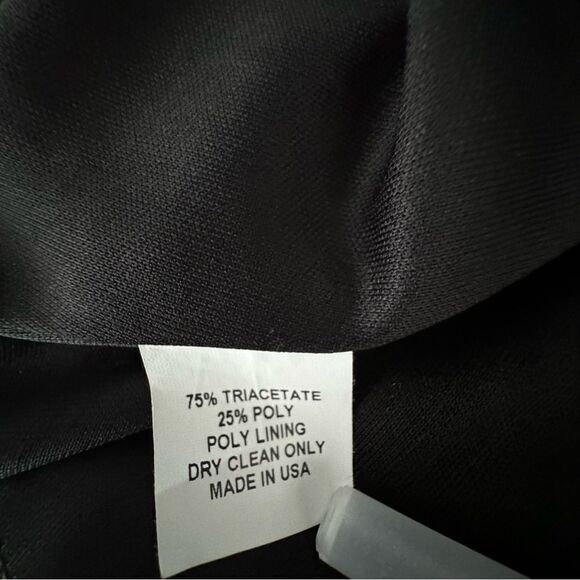 75% TRIACETATE
25% POLY
POLY LINING
DRY CLEAN ONLY
MADE IN USA